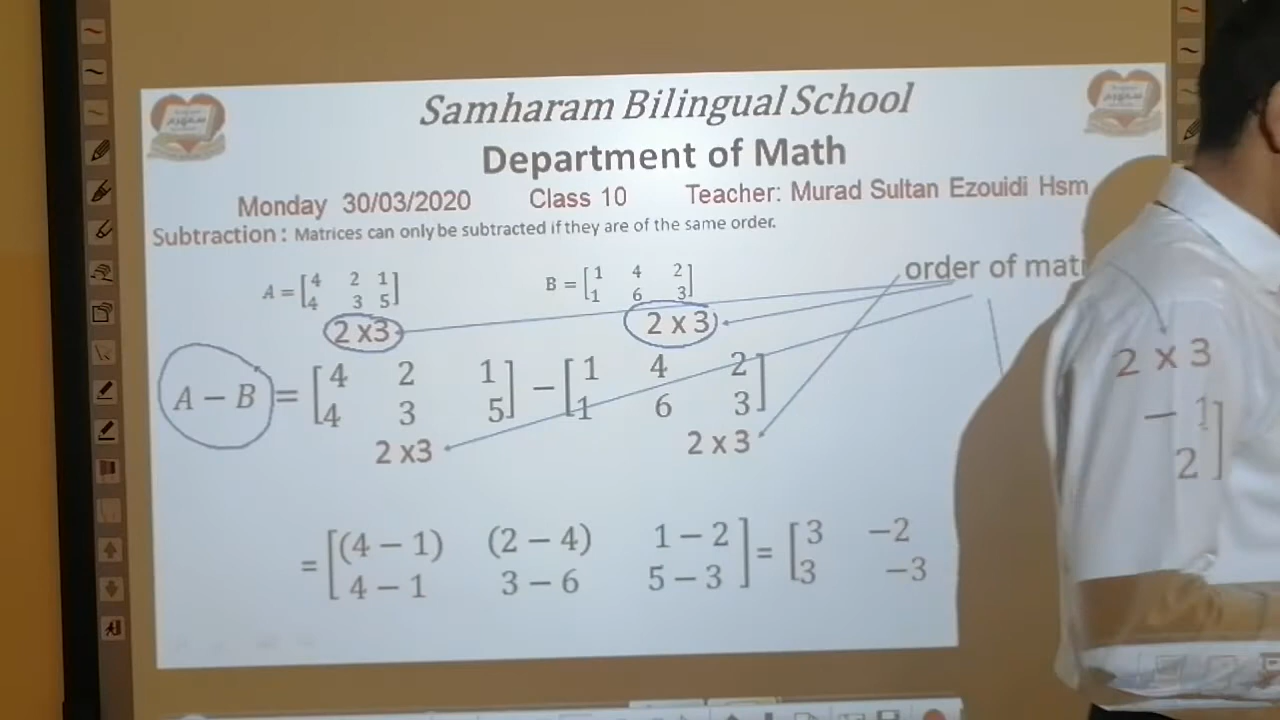 Samharam Bilingual School
Department of Math
Monday 30/03/2020 Class 10 Teacher: Murad Sultan Ezouidi Hsm
Subtraction : Matrices can only be subtracted if they are of the same order.
A = [4 2 1
4 3 5]
B = [1 4 2
1 6 3]
order of
2 x3
2 x 3
2 x 3
A − B = [4 2 1
4 3 5] − [1 4 2
1 6 3]
2 x3
2 x 3
= [(4 − 1) (2 − 4) 1 − 2
4 − 1 3 − 6 5 − 3] = [3 −2 − 1
3 −3 2]